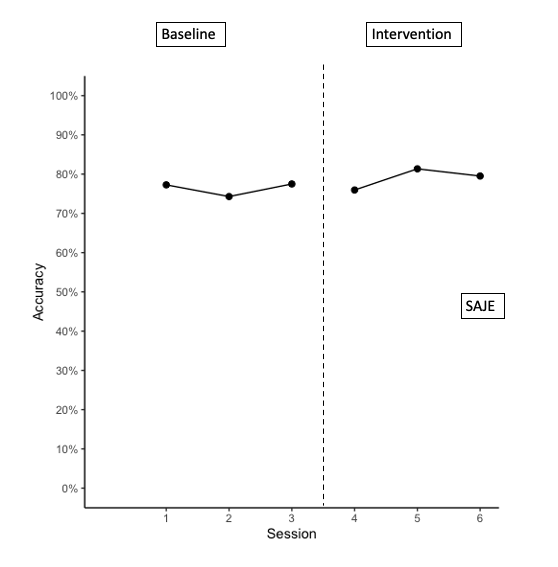 Baseline
Intervention
100%
90%
80%
70%
60%
50%
40%
30%
20%
10%
0%
Accuracy
SAJE
1 2 3 4 5 6
Session